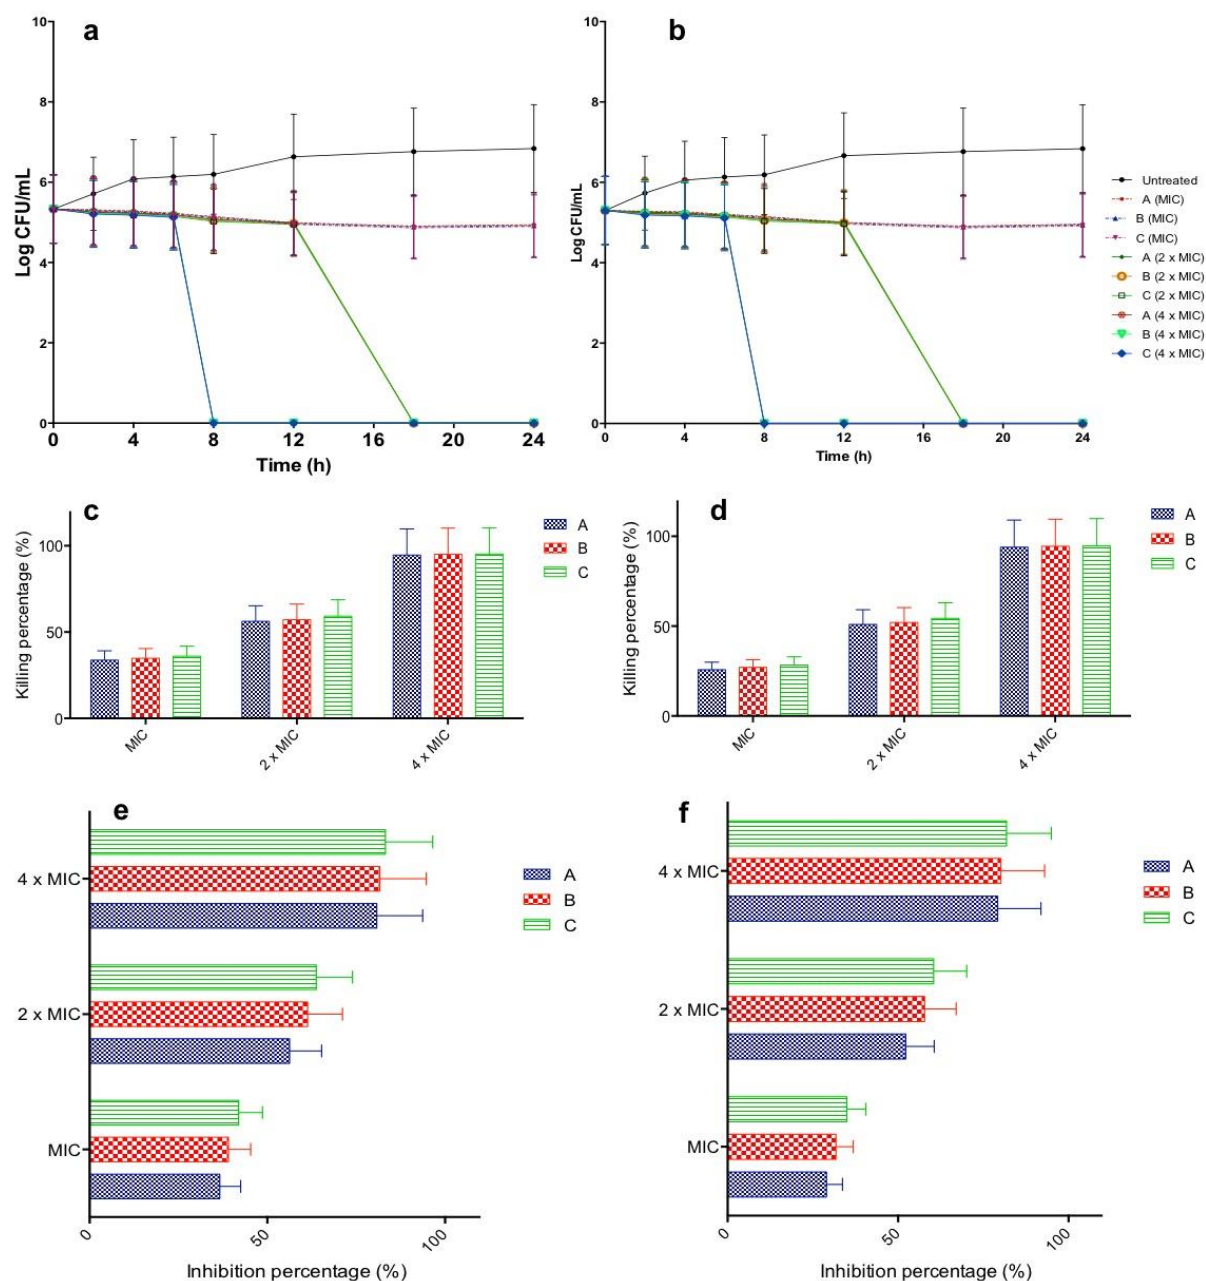 a
10
8
6
4
2
0
Log CFU/mL
0 4 8 12 16 20 24
Time (h)
b
10
8
6
4
2
0
Log CFU/mL
0 4 8 12 16 20 24
Time (h)
Untreated
A (MIC)
B (MIC)
C (MIC)
A (2 x MIC)
B (2 x MIC)
C (2 x MIC)
A (4 x MIC)
B (4 x MIC)
C (4 x MIC)
c
100
50
0
Killing percentage (%)
MIC 2 x MIC 4 x MIC
A
B
C
d
100
50
0
Killing percentage (%)
MIC 2 x MIC 4 x MIC
A
B
C
e
4 x MIC
2 x MIC
MIC
0 50 100
Inhibition percentage (%)
A
B
C
f
4 x MIC
2 x MIC
MIC
0 50 100
Inhibition percentage (%)
A
B
C